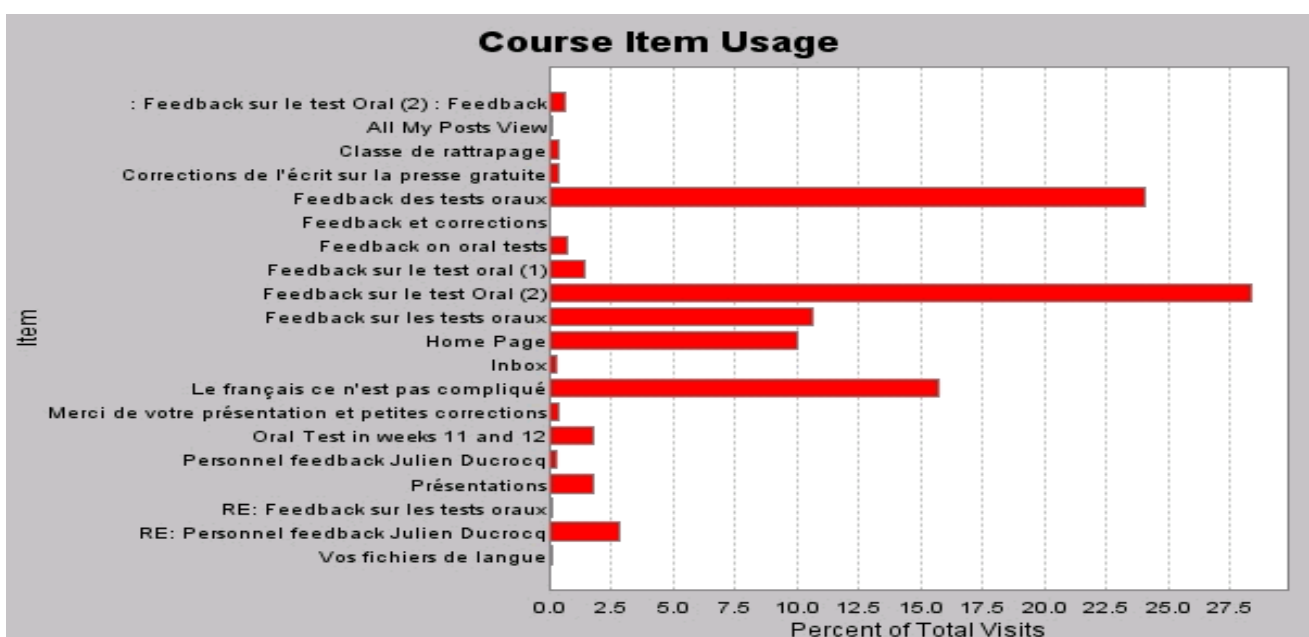 Course Item Usage
: Feedback sur le test Oral (2) : Feedback
All My Posts View
Classe de rattrapage
Corrections de l'écrit sur la presse gratuite
Feedback des tests oraux
Feedback et corrections
Feedback on oral tests
Feedback sur le test oral (1)
Feedback sur le test Oral (2)
Feedback sur les tests oraux
Home Page
Inbox
Le français ce n'est pas compliqué
Merci de votre présentation et petites corrections
Oral Test in weeks 11 and 12
Personnel feedback Julien Ducrocq
Présentations
RE: Feedback sur les tests oraux
RE: Personnel feedback Julien Ducrocq
Vos fichiers de langue
Item
0.0 2.5 5.0 7.5 10.0 12.5 15.0 17.5 20.0 22.5 25.0 27.5
Percent of Total Visits